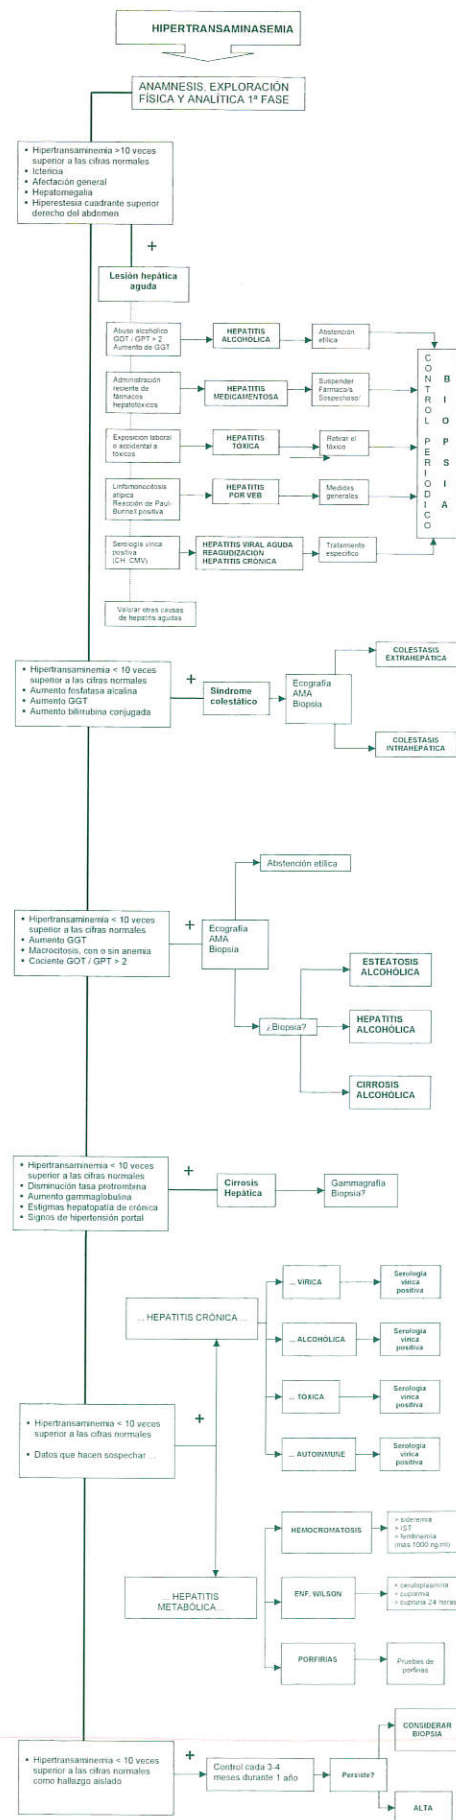 HIPERTRANSAMINASEMIA
ANAMNESIS, EXPLORACIÓN
FÍSICA Y ANALÍTICA 1ª FASE
• Hipertransaminemia >10 veces
superior a las cifras normales
• Ictericia
• Afectación general
• Hepatomegalia
• Hiperestesia cuadrante superior
derecho del abdomen
+
Lesión hepática
aguda
Abuso alcohólico
GOT / GPT > 2
Aumento de GGT
HEPATITIS
ALCOHÓLICA
Abstención
etílica
Administración
reciente de
fármacos
hepatotóxicos
HEPATITIS
MEDICAMENTOSA
Suspender
Fármaco/s
Sospechoso/
Exposicion laboral
o accidental a
tóxicos
HEPATITIS
TÓXICA
Retirar el
tóxico
Linfomonocitosis
atípica
Reacción de Paul-
Bunnell positiva
HEPATITIS
POR VEB
Medidas
generales
Serología vírica
positiva
(CH, CMV)
HEPATITIS VIRAL AGUDA
REAGUDIZACIÓN
HEPATITIS CRÓNICA
Tratamiento
específico
CONTROL PERIODICO
BIOPSIA
Valorar otras causas
de hepatitis agudas
• Hipertransaminemia < 10 veces
superior a las cifras normales
• Aumento fosfatasa alcalina
• Aumento GGT
• Aumento bilirrubina conjugada
+
Síndrome
colestático
Ecografía
AMA
Biopsia
COLESTASIS
EXTRAHEPÁTICA
COLESTASIS
INTRAHEPÁTICA
• Hipertransaminemia < 10 veces
superior a las cifras normales
• Aumento GGT
• Macrocitosis, con o sin anemia
• Cociente GOT / GPT > 2
+
Ecografía
AMA
Biopsia
Abstención etílica
¿Biopsia?
ESTEATOSIS
ALCOHÓLICA
HEPATITIS
ALCOHÓLICA
CIRROSIS
ALCOHÓLICA
• Hipertransaminemia < 10 veces
superior a las cifras normales
• Disminución tasa protrombina
• Aumento gammaglobulina
• Estigmas hepatopatía de crónica
• Signos de hipertensión portal
+
Cirrosis
Hepática
Gammagrafía
Biopsia?
• Hipertransaminemia < 10 veces
superior a las cifras normales
• Datos que hacen sospechar ...
+
... HEPATITIS CRÓNICA ...
... VÍRICA
Serología
vírica
positiva
... ALCOHÓLICA
Serología
vírica
positiva
... TOXICA
Serología
vírica
positiva
... AUTOINMUNE
Serología
vírica
positiva
... HEPATITIS
METABÓLICA ...
HEMOCROMATOSIS
> sideremia
> IST
> ferritinemia
(mas 1000 ng.ml)
ENF. WILSON
< ceruloplasmina
< cupremia
> cupruria 24 horas
PORFIRIAS
Pruebas de
porfirias
• Hipertransaminemia < 10 veces
superior a las cifras normales
como hallazgo aislado
+
Control cada 3-4
meses durante 1 año
Persiste?
CONSIDERAR
BIOPSIA
ALTA